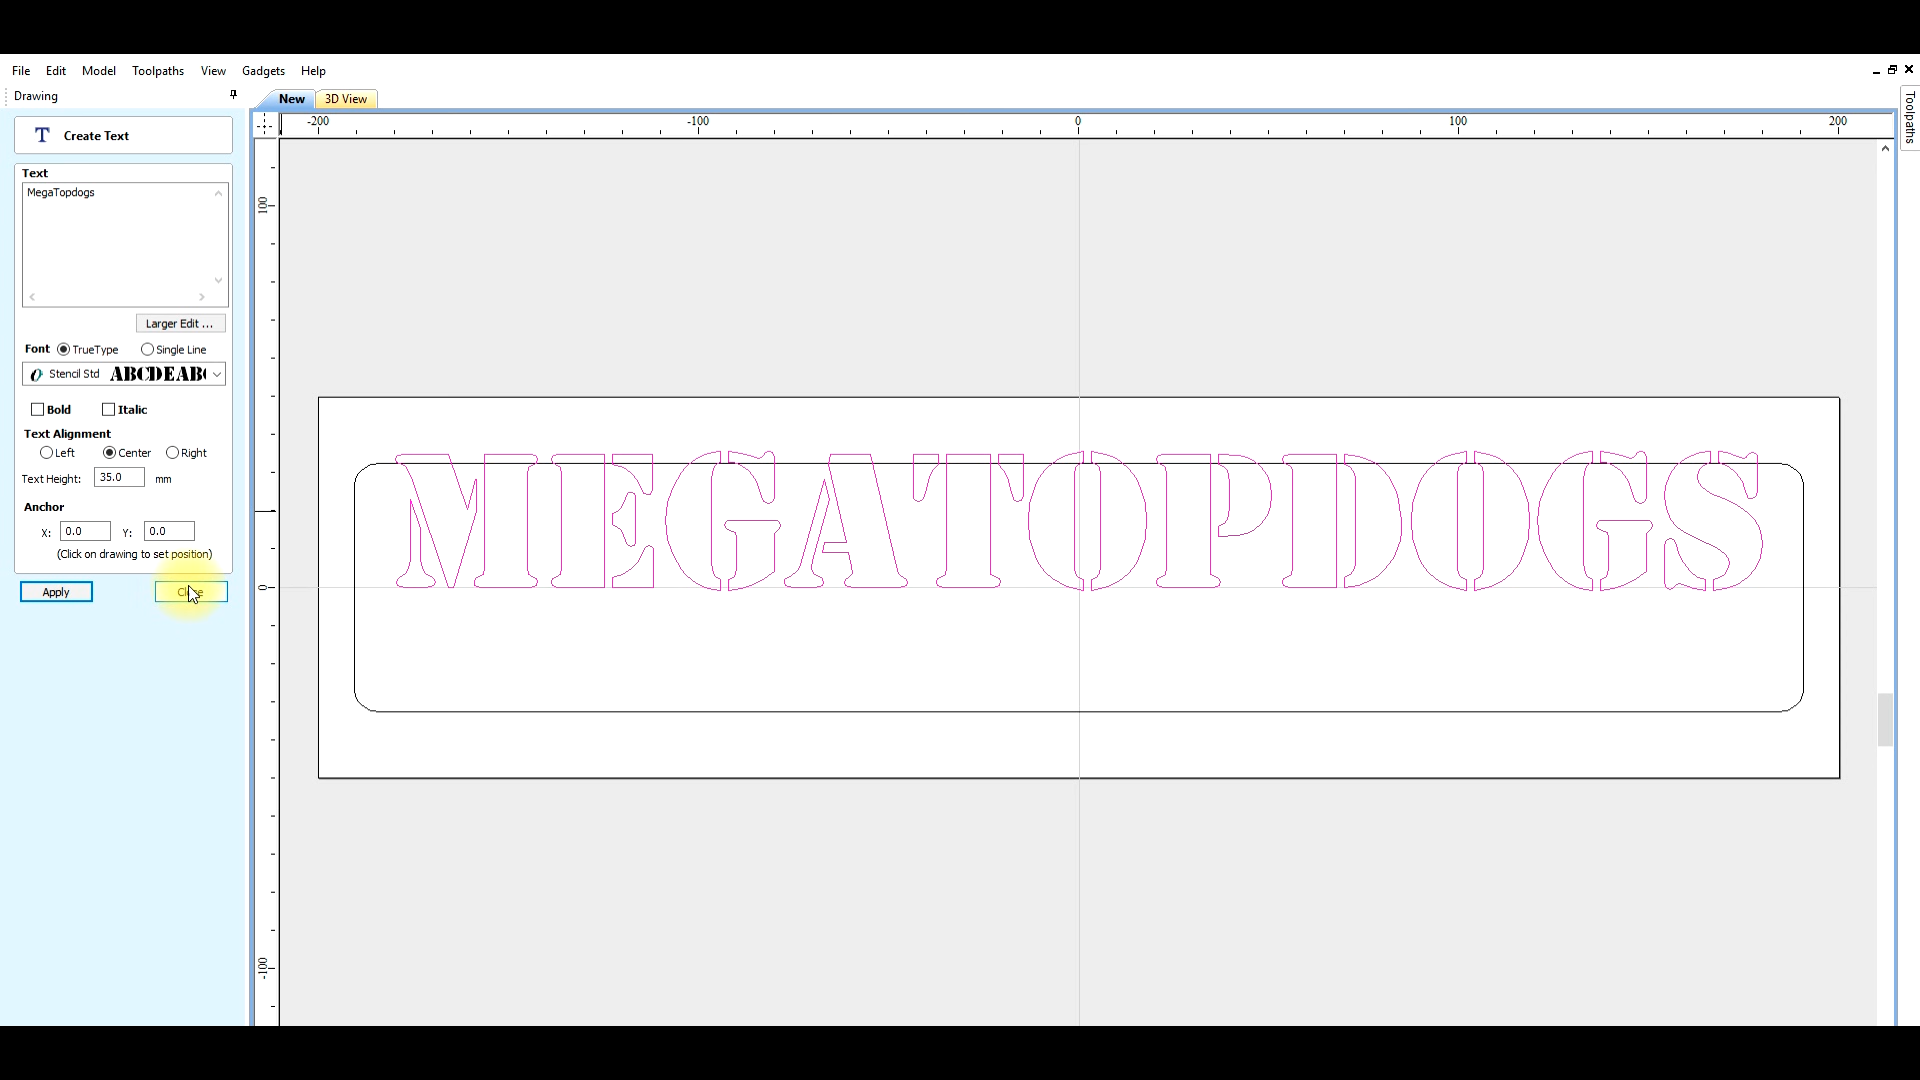 File Edit Model Toolpaths View Gadgets Help
Drawing
New 3D View
Toolpaths
T Create Text
-200 -100 0 100 200
Text
MegaTopdogs
100
Larger Edit ...
Font TrueType Single Line
O Stencil Std ABCDEAB
Bold Italic
Text Alignment
Left Center Right
Text Height: 35.0 mm
Anchor
X: 0.0 Y: 0.0
(Click on drawing to set position)
Apply Close
0
MEGATOPDOGS
-100